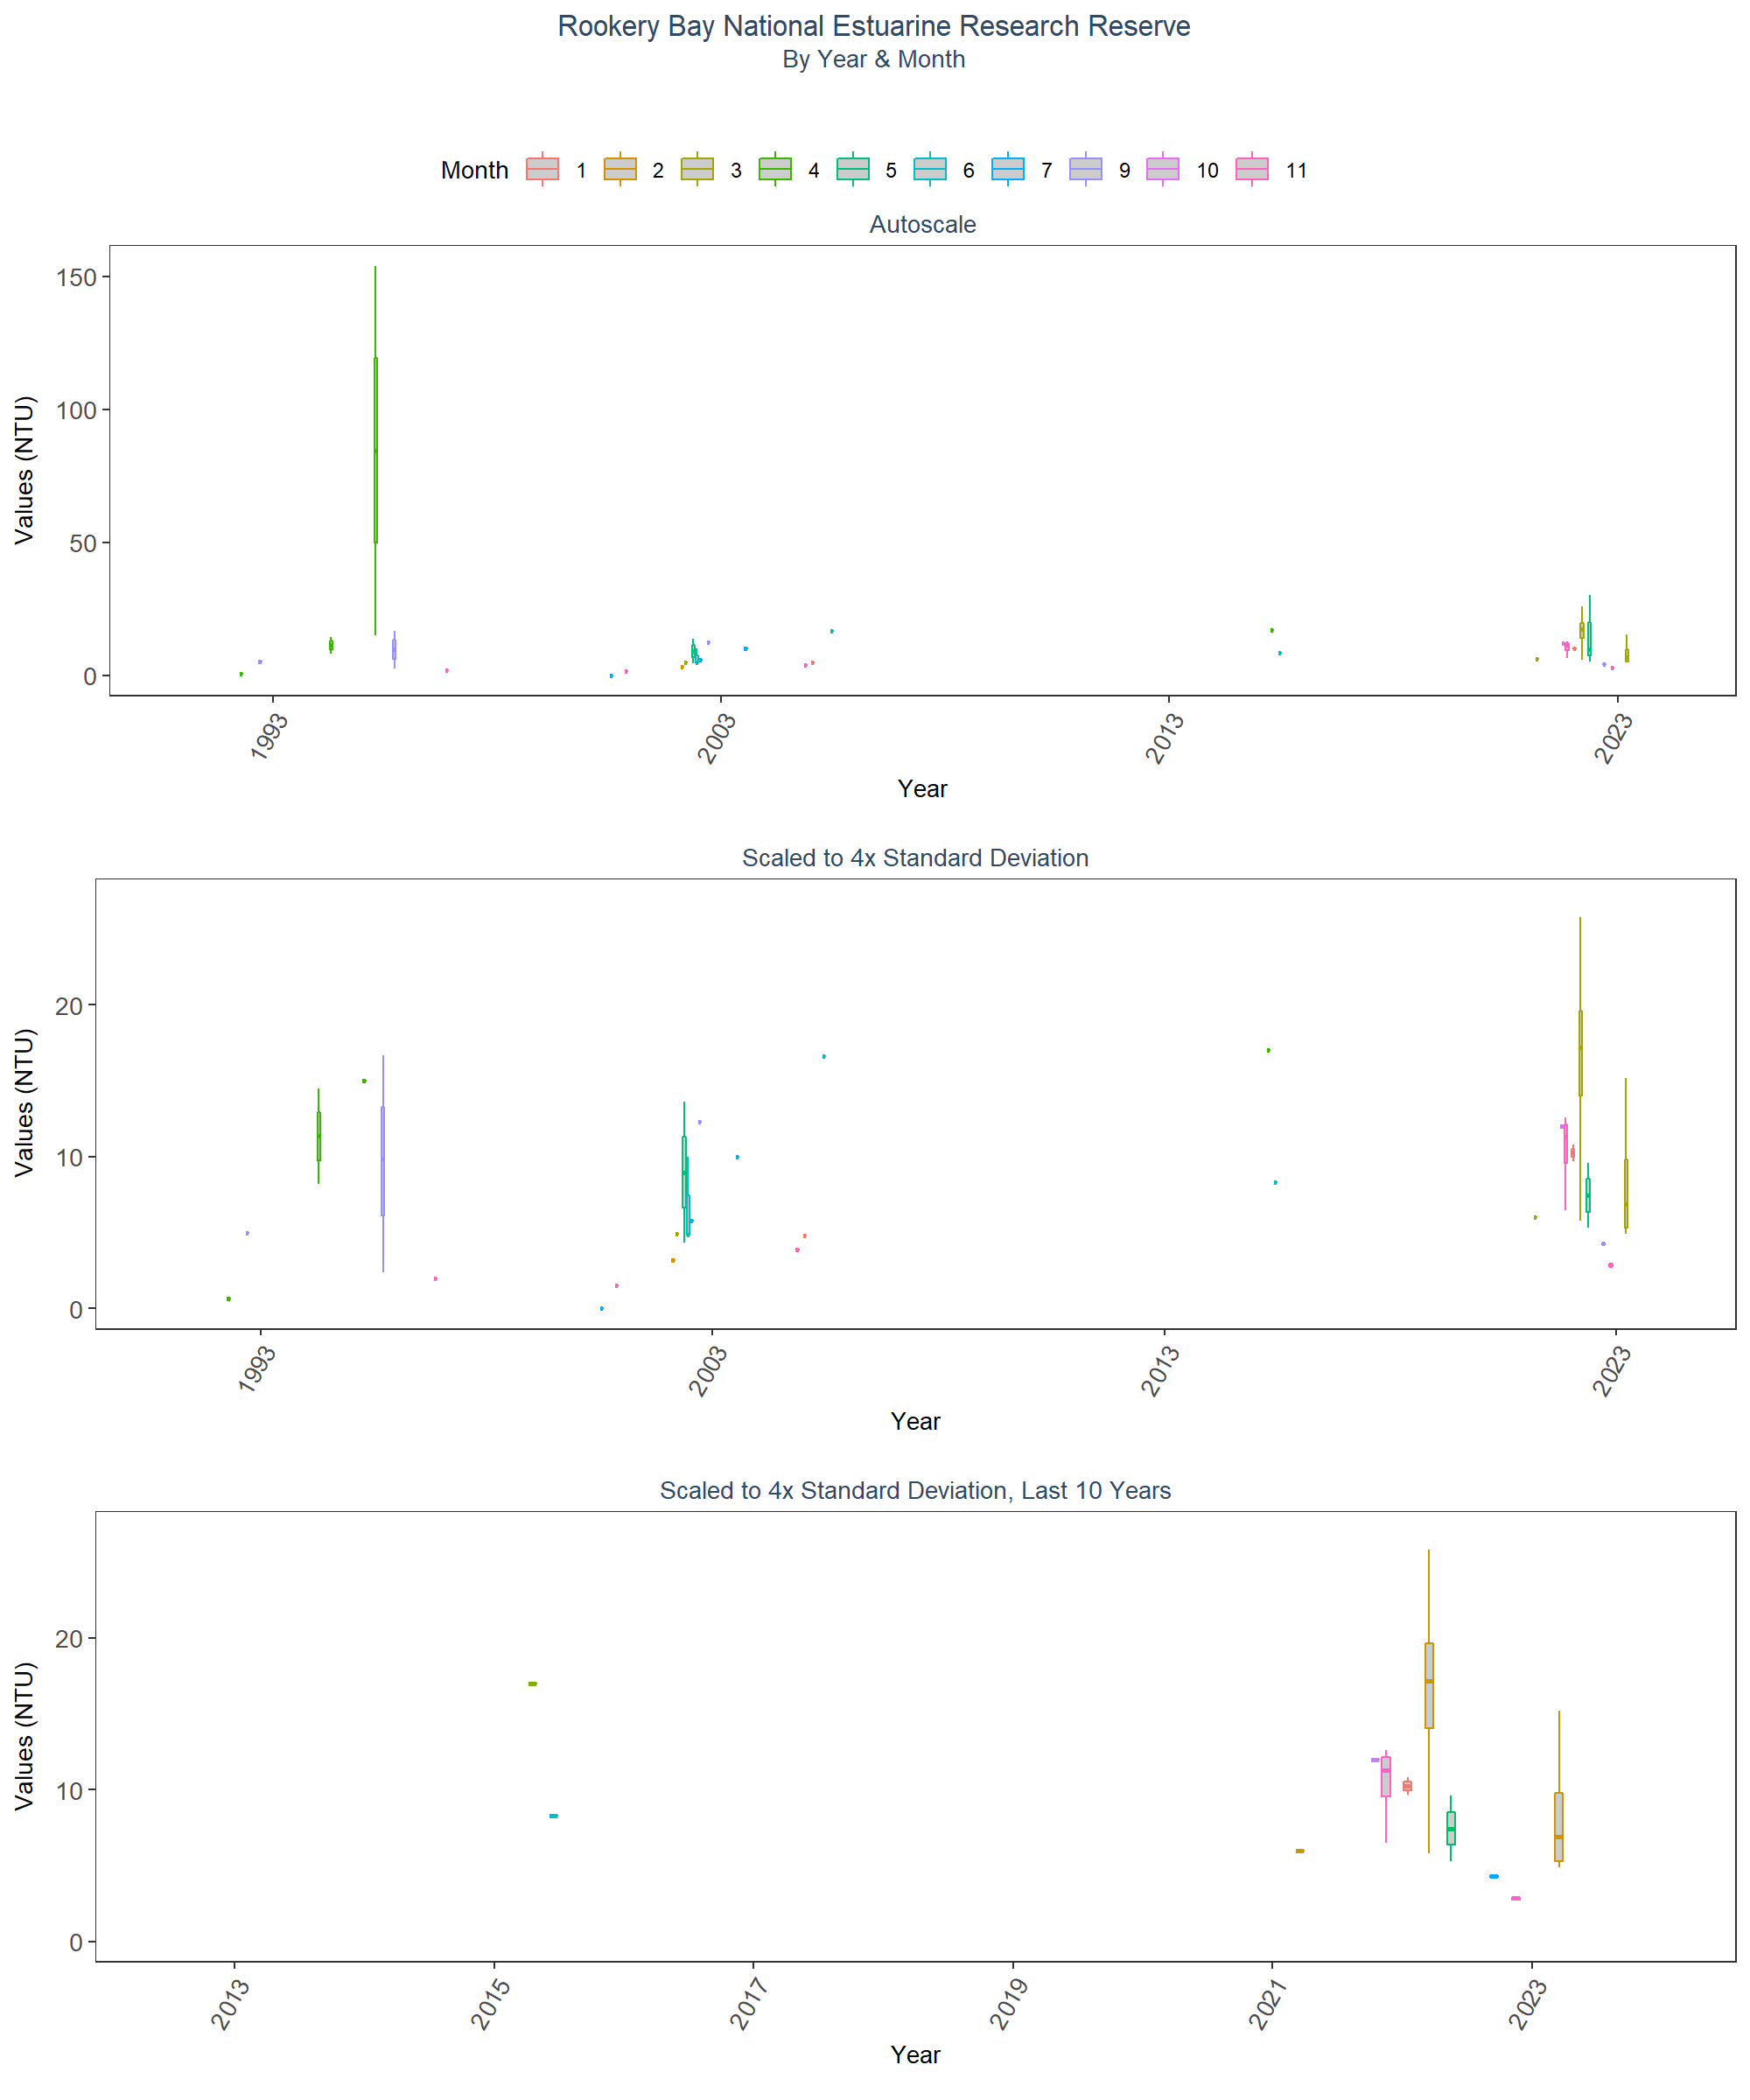 Rookery Bay National Estuarine Research Reserve
By Year & Month
Month 1 2 3 4 5 6 7 9 10 11
Autoscale
Values (NTU)
150
100
50
0
1993 2003 2013 2023
Year
Scaled to 4x Standard Deviation
Values (NTU)
20
10
0
1993 2003 2013 2023
Year
Scaled to 4x Standard Deviation, Last 10 Years
Values (NTU)
20
10
0
2013 2015 2017 2019 2021 2023
Year